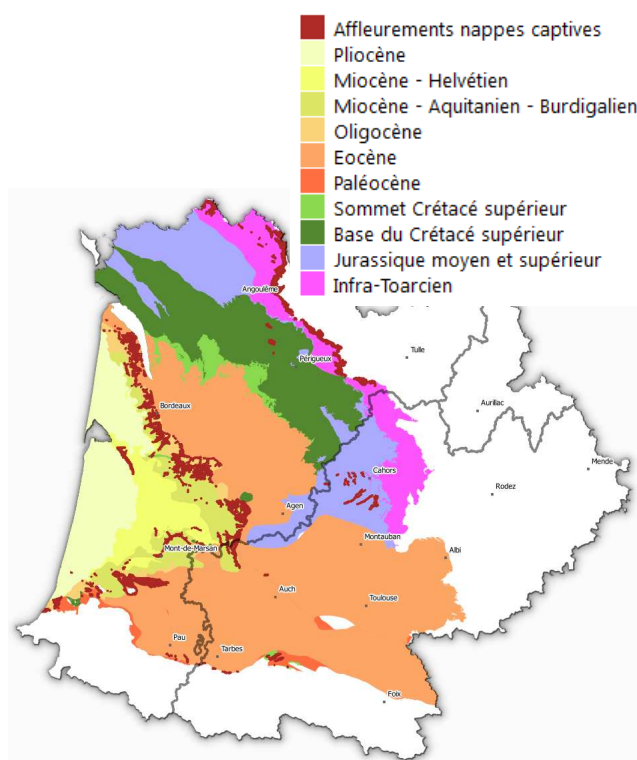 Affleurements nappes captives
Pliocène
Miocène - Helvétien
Miocène - Aquitanien - Burdigalien
Oligocène
Eocène
Paléocène
Sommet Crétacé supérieur
Base du Crétacé supérieur
Jurassique moyen et supérieur
Infra-Toarcien
Angoulême
Tulle
Périgueux
Aurillac
Bordeaux
Mende
Cahors
Rodez
Agen
Montauban
Mont-de-Marsan
Albi
Auch
Toulouse
Pau
Tarbes
Foix